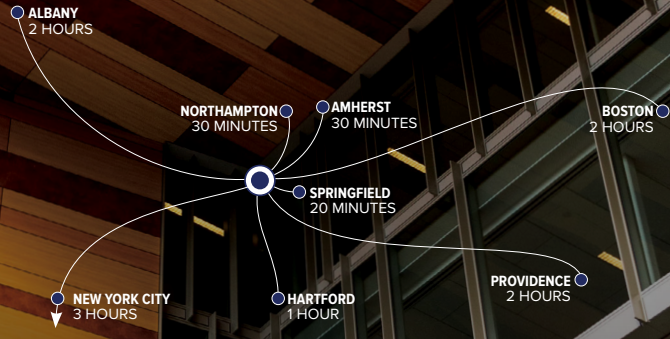 ALBANY
2 HOURS
NORTHAMPTON
30 MINUTES
AMHERST
30 MINUTES
BOSTON
2 HOURS
SPRINGFIELD
20 MINUTES
PROVIDENCE
2 HOURS
NEW YORK CITY
3 HOURS
HARTFORD
1 HOUR